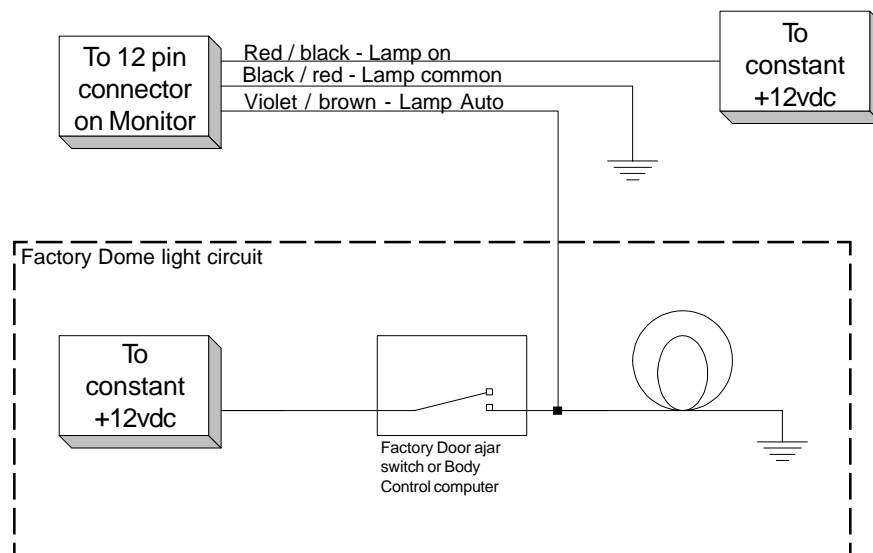 To 12 pin
connector
on Monitor
Red / black - Lamp on
Black / red - Lamp common
Violet / brown - Lamp Auto
To
constant
+12vdc
Factory Dome light circuit
To
constant
+12vdc
Factory Door ajar
switch or Body
Control computer